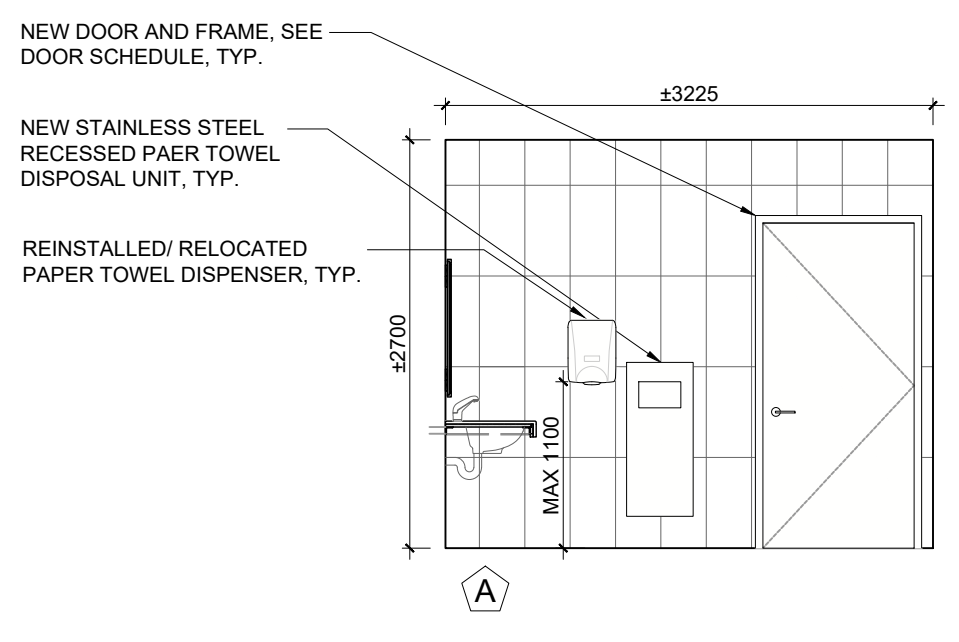 NEW DOOR AND FRAME, SEE
DOOR SCHEDULE, TYP.
±3225
NEW STAINLESS STEEL
RECESSED PAER TOWEL
DISPOSAL UNIT, TYP.
REINSTALLED/ RELOCATED
PAPER TOWEL DISPENSER, TYP.
±2700
MAX 1100
A